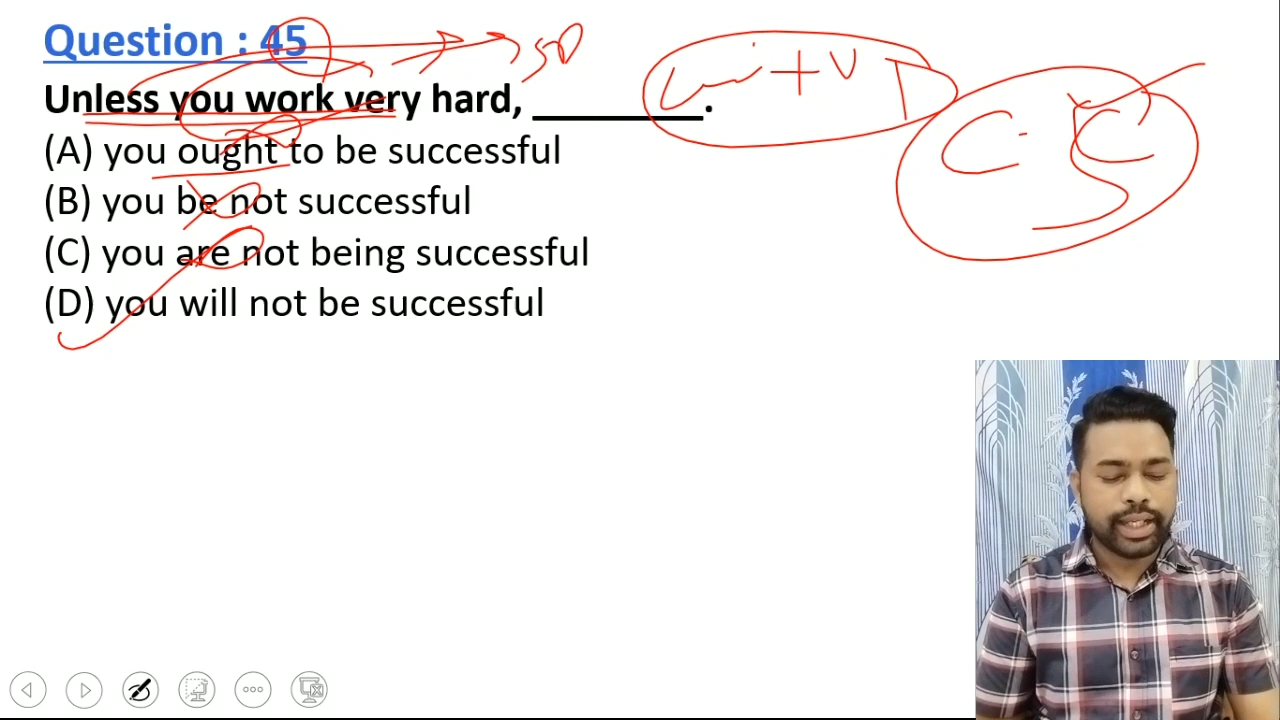 Question : 45
Unless you work very hard, _________.
(A) you ought to be successful
(B) you be not successful
(C) you are not being successful
(D) you will not be successful
+ V